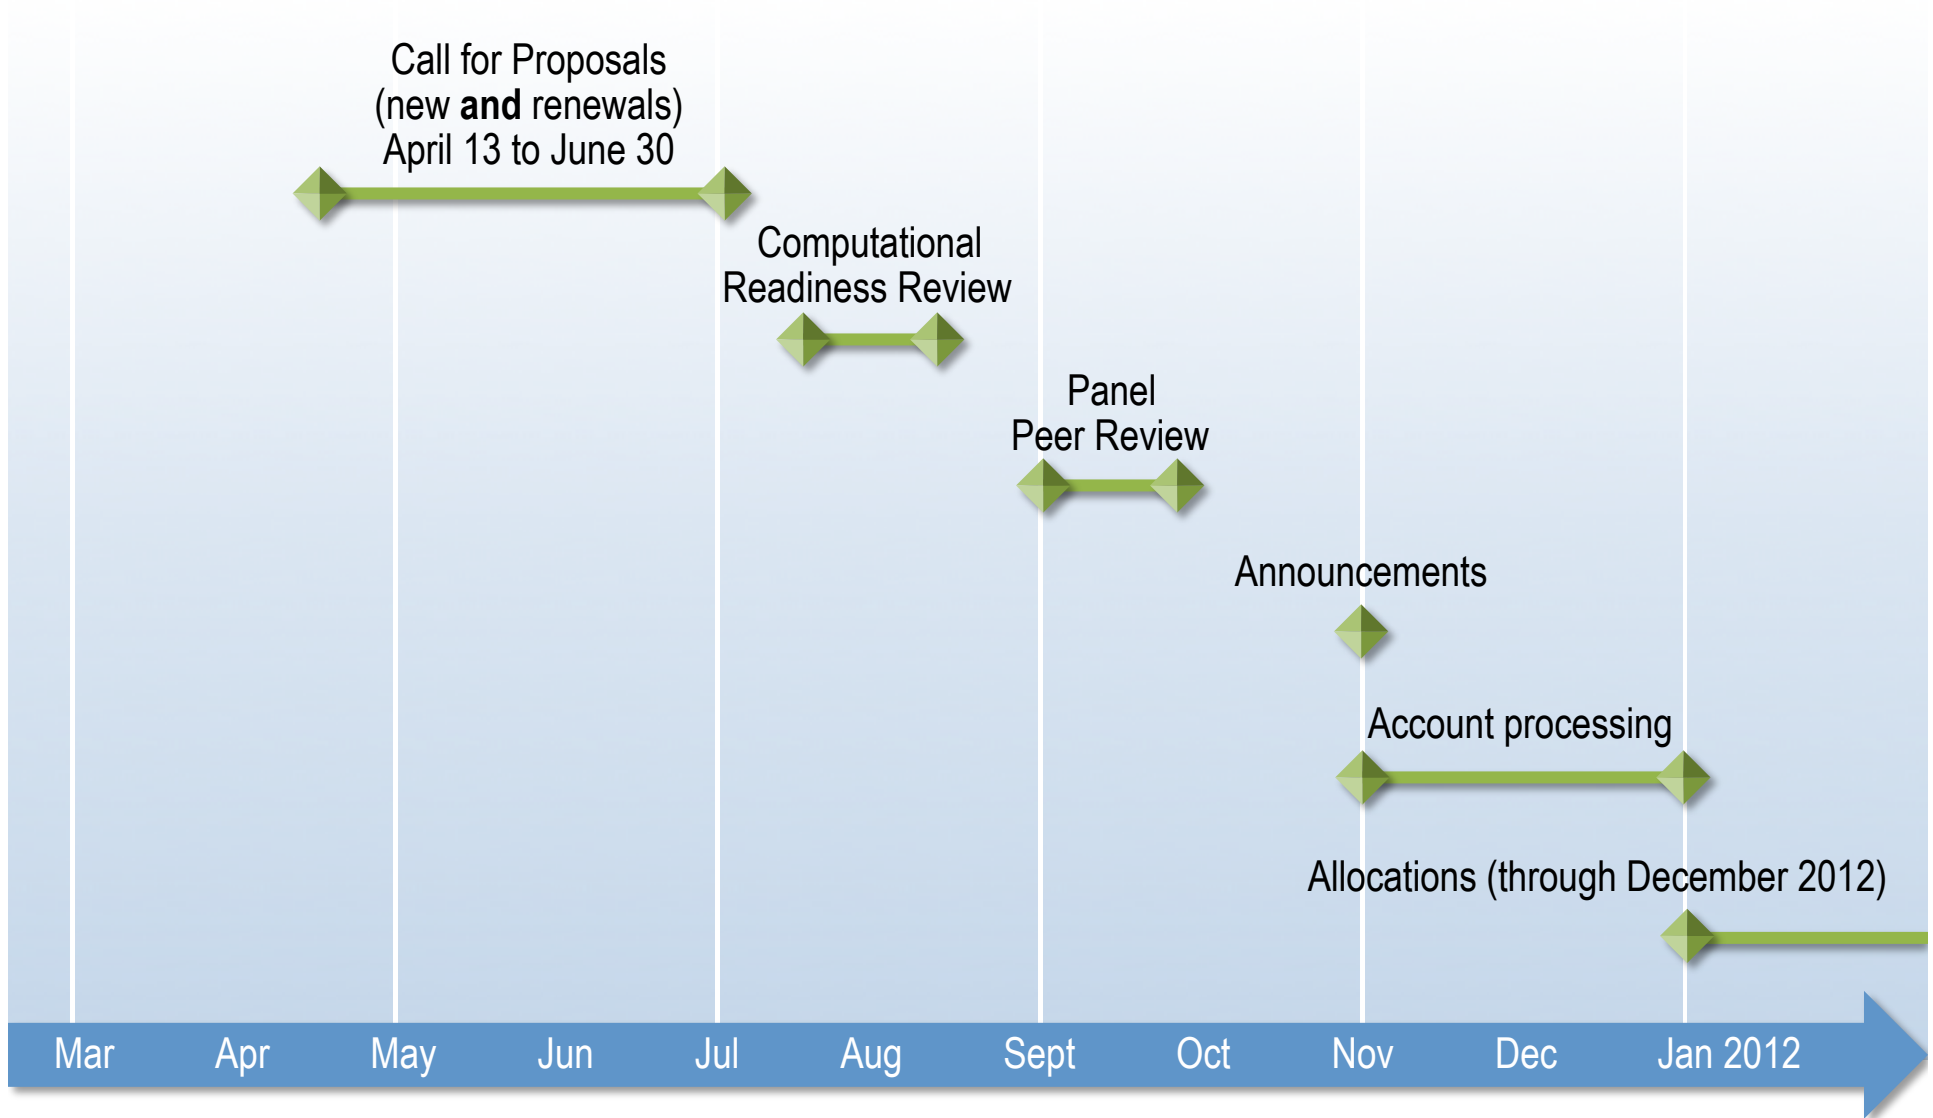 Call for Proposals
(new and renewals)
April 13 to June 30
Computational
Readiness Review
Panel
Peer Review
Announcements
Account processing
Allocations (through December 2012)
Mar Apr May Jun Jul Aug Sept Oct Nov Dec Jan 2012